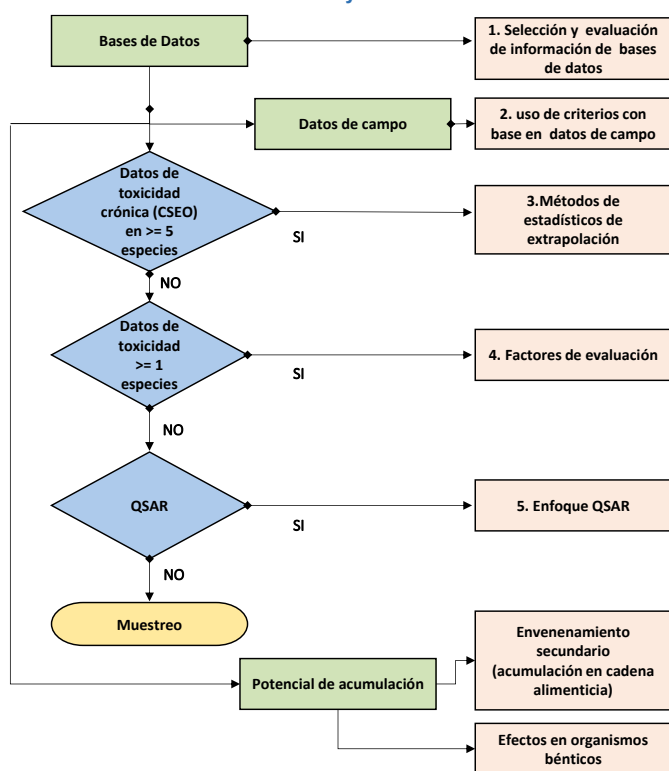 Bases de Datos
1. Selección y evaluación
de información de bases
de datos
Datos de campo
2. uso de criterios con
base en datos de campo
Datos de
toxicidad
crónica (CSEO)
en >= 5
especies
SI
3.Métodos de
estadísticos de
extrapolación
NO
Datos de
toxicidad
>= 1
especies
SI
4. Factores de evaluación
NO
QSAR
SI
5. Enfoque QSAR
NO
Muestreo
Potencial de acumulación
Envenenamiento
secundario
(acumulación en cadena
alimenticia)
Efectos en organismos
bénticos